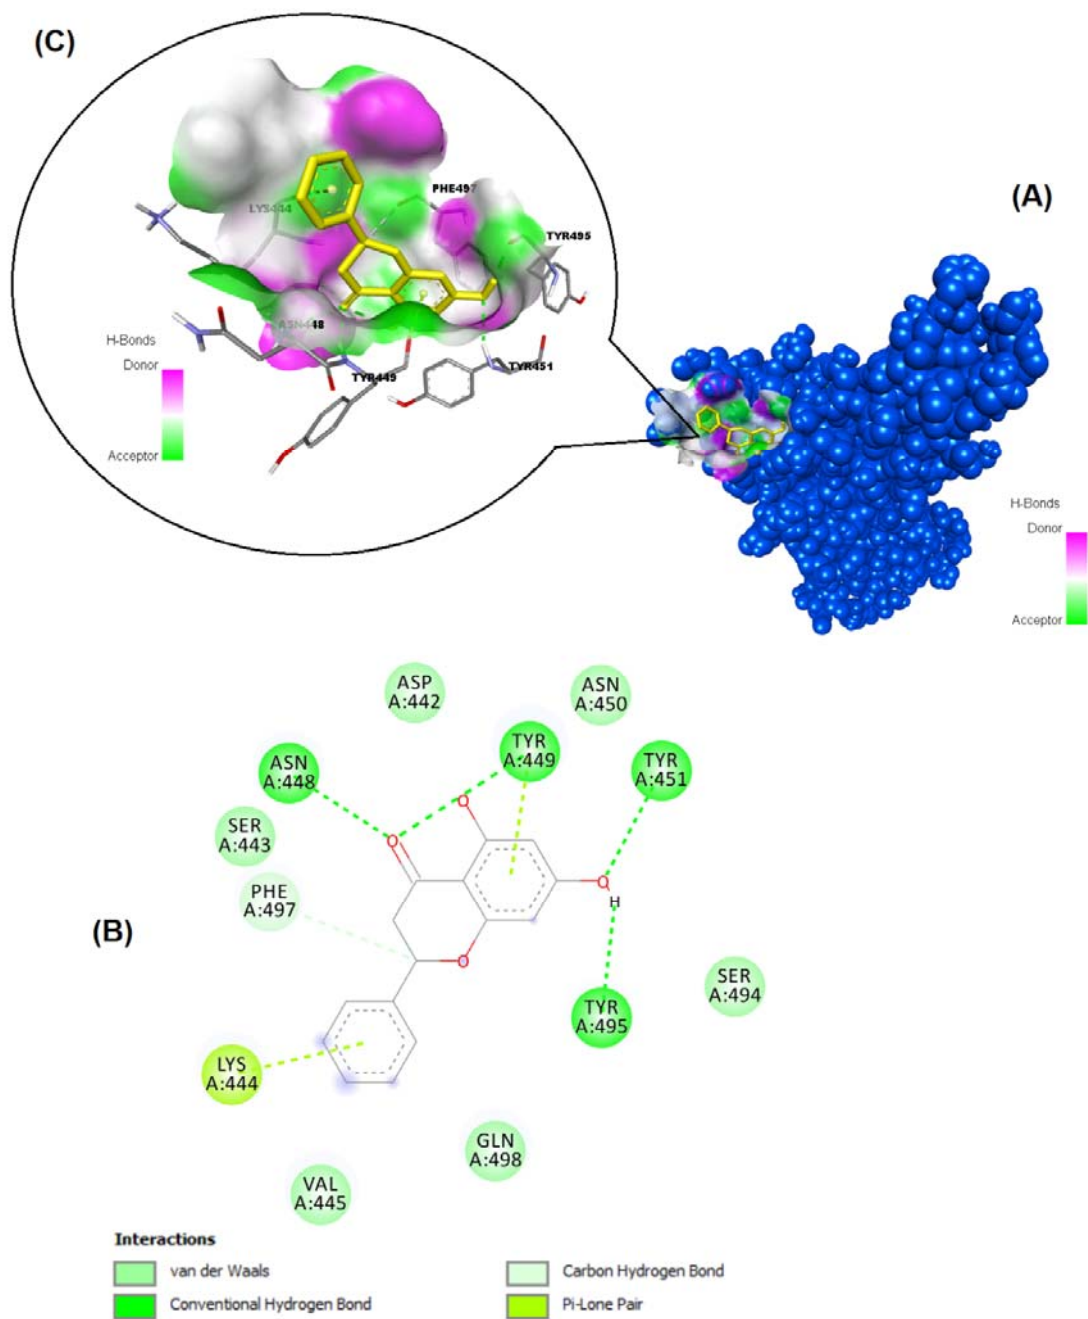 (C)
(A)
PHE497
LYS444
TYR495
ASN448
H-Bonds
Donor
TYR449
TYR451
Acceptor
H-Bonds
Donor
Acceptor
ASP
A:442
ASN
A:450
TYR
A:449
ASN
A:448
TYR
A:451
O
O
SER
A:443
PHE
A:497
O
H
(B)
O
SER
A:494
TYR
A:495
LYS
A:444
GLN
A:498
VAL
A:445
Interactions
van der Waals
Carbon Hydrogen Bond
Conventional Hydrogen Bond
Pi-Lone Pair